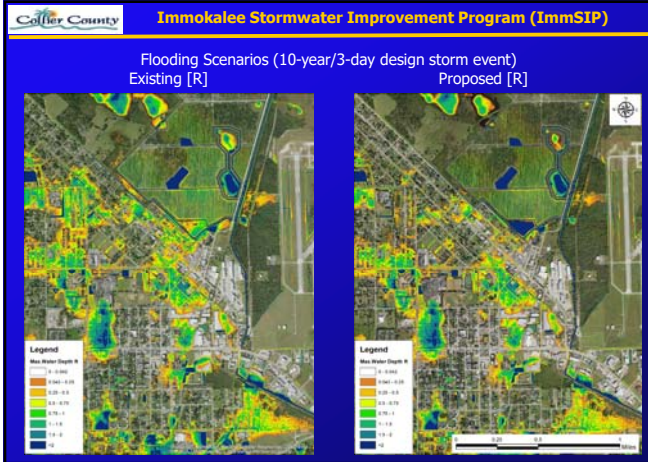 Collier County
Immokalee Stormwater Improvement Program (ImmSIP)
Flooding Scenarios (10-year/3-day design storm event)
Existing [R]
Proposed [R]
Legend
Max Water Depth ft
0 - 0.042
0.042 - 0.25
0.25 - 0.5
0.5 - 0.75
0.75 - 1
1 - 1.5
1.5 - 2
>2
Legend
Max Water Depth ft
0 - 0.042
0.042 - 0.25
0.25 - 0.5
0.5 - 0.75
0.75 - 1
1 - 1.5
1.5 - 2
>2
0 0.25 0.5 1
Miles